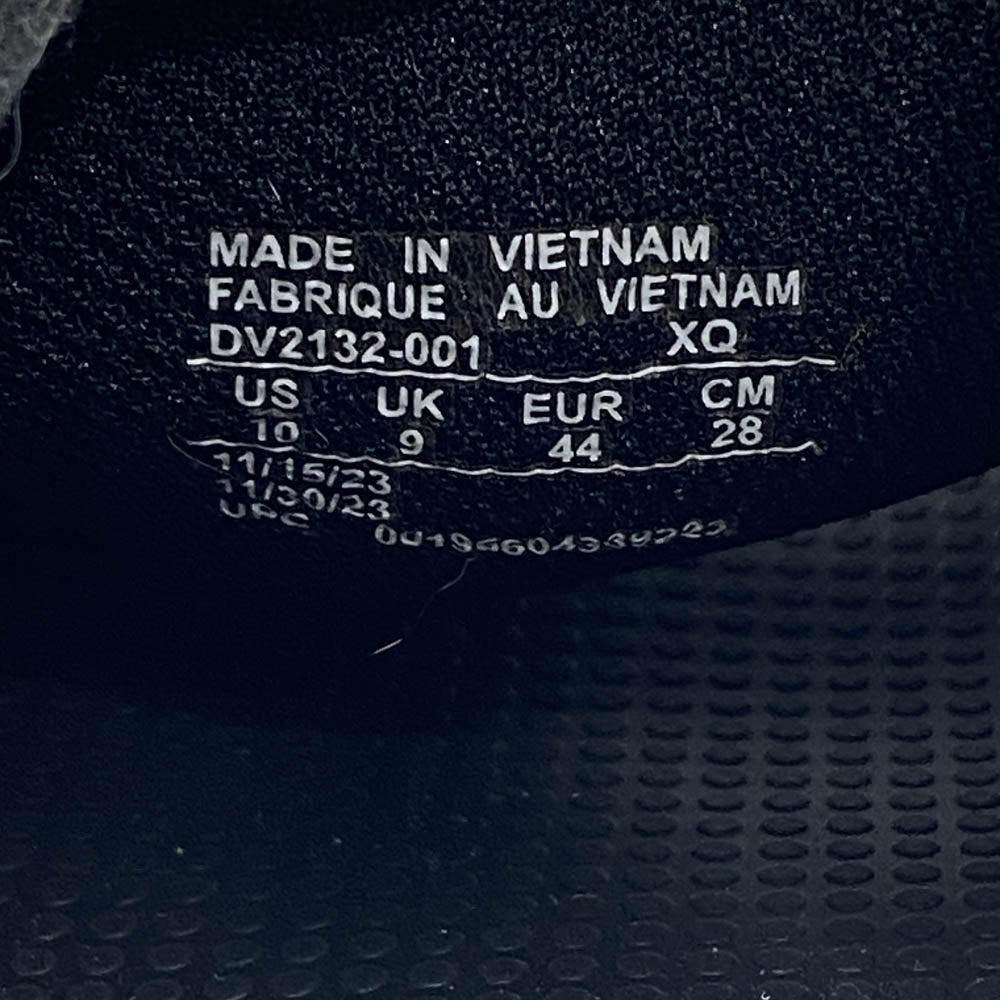 MADE IN VIETNAM
FABRIQUE AU VIETNAM
DV2132-001 XQ
US UK EUR CM
10 9 44 28
11/15/23
11/30/23
UPC